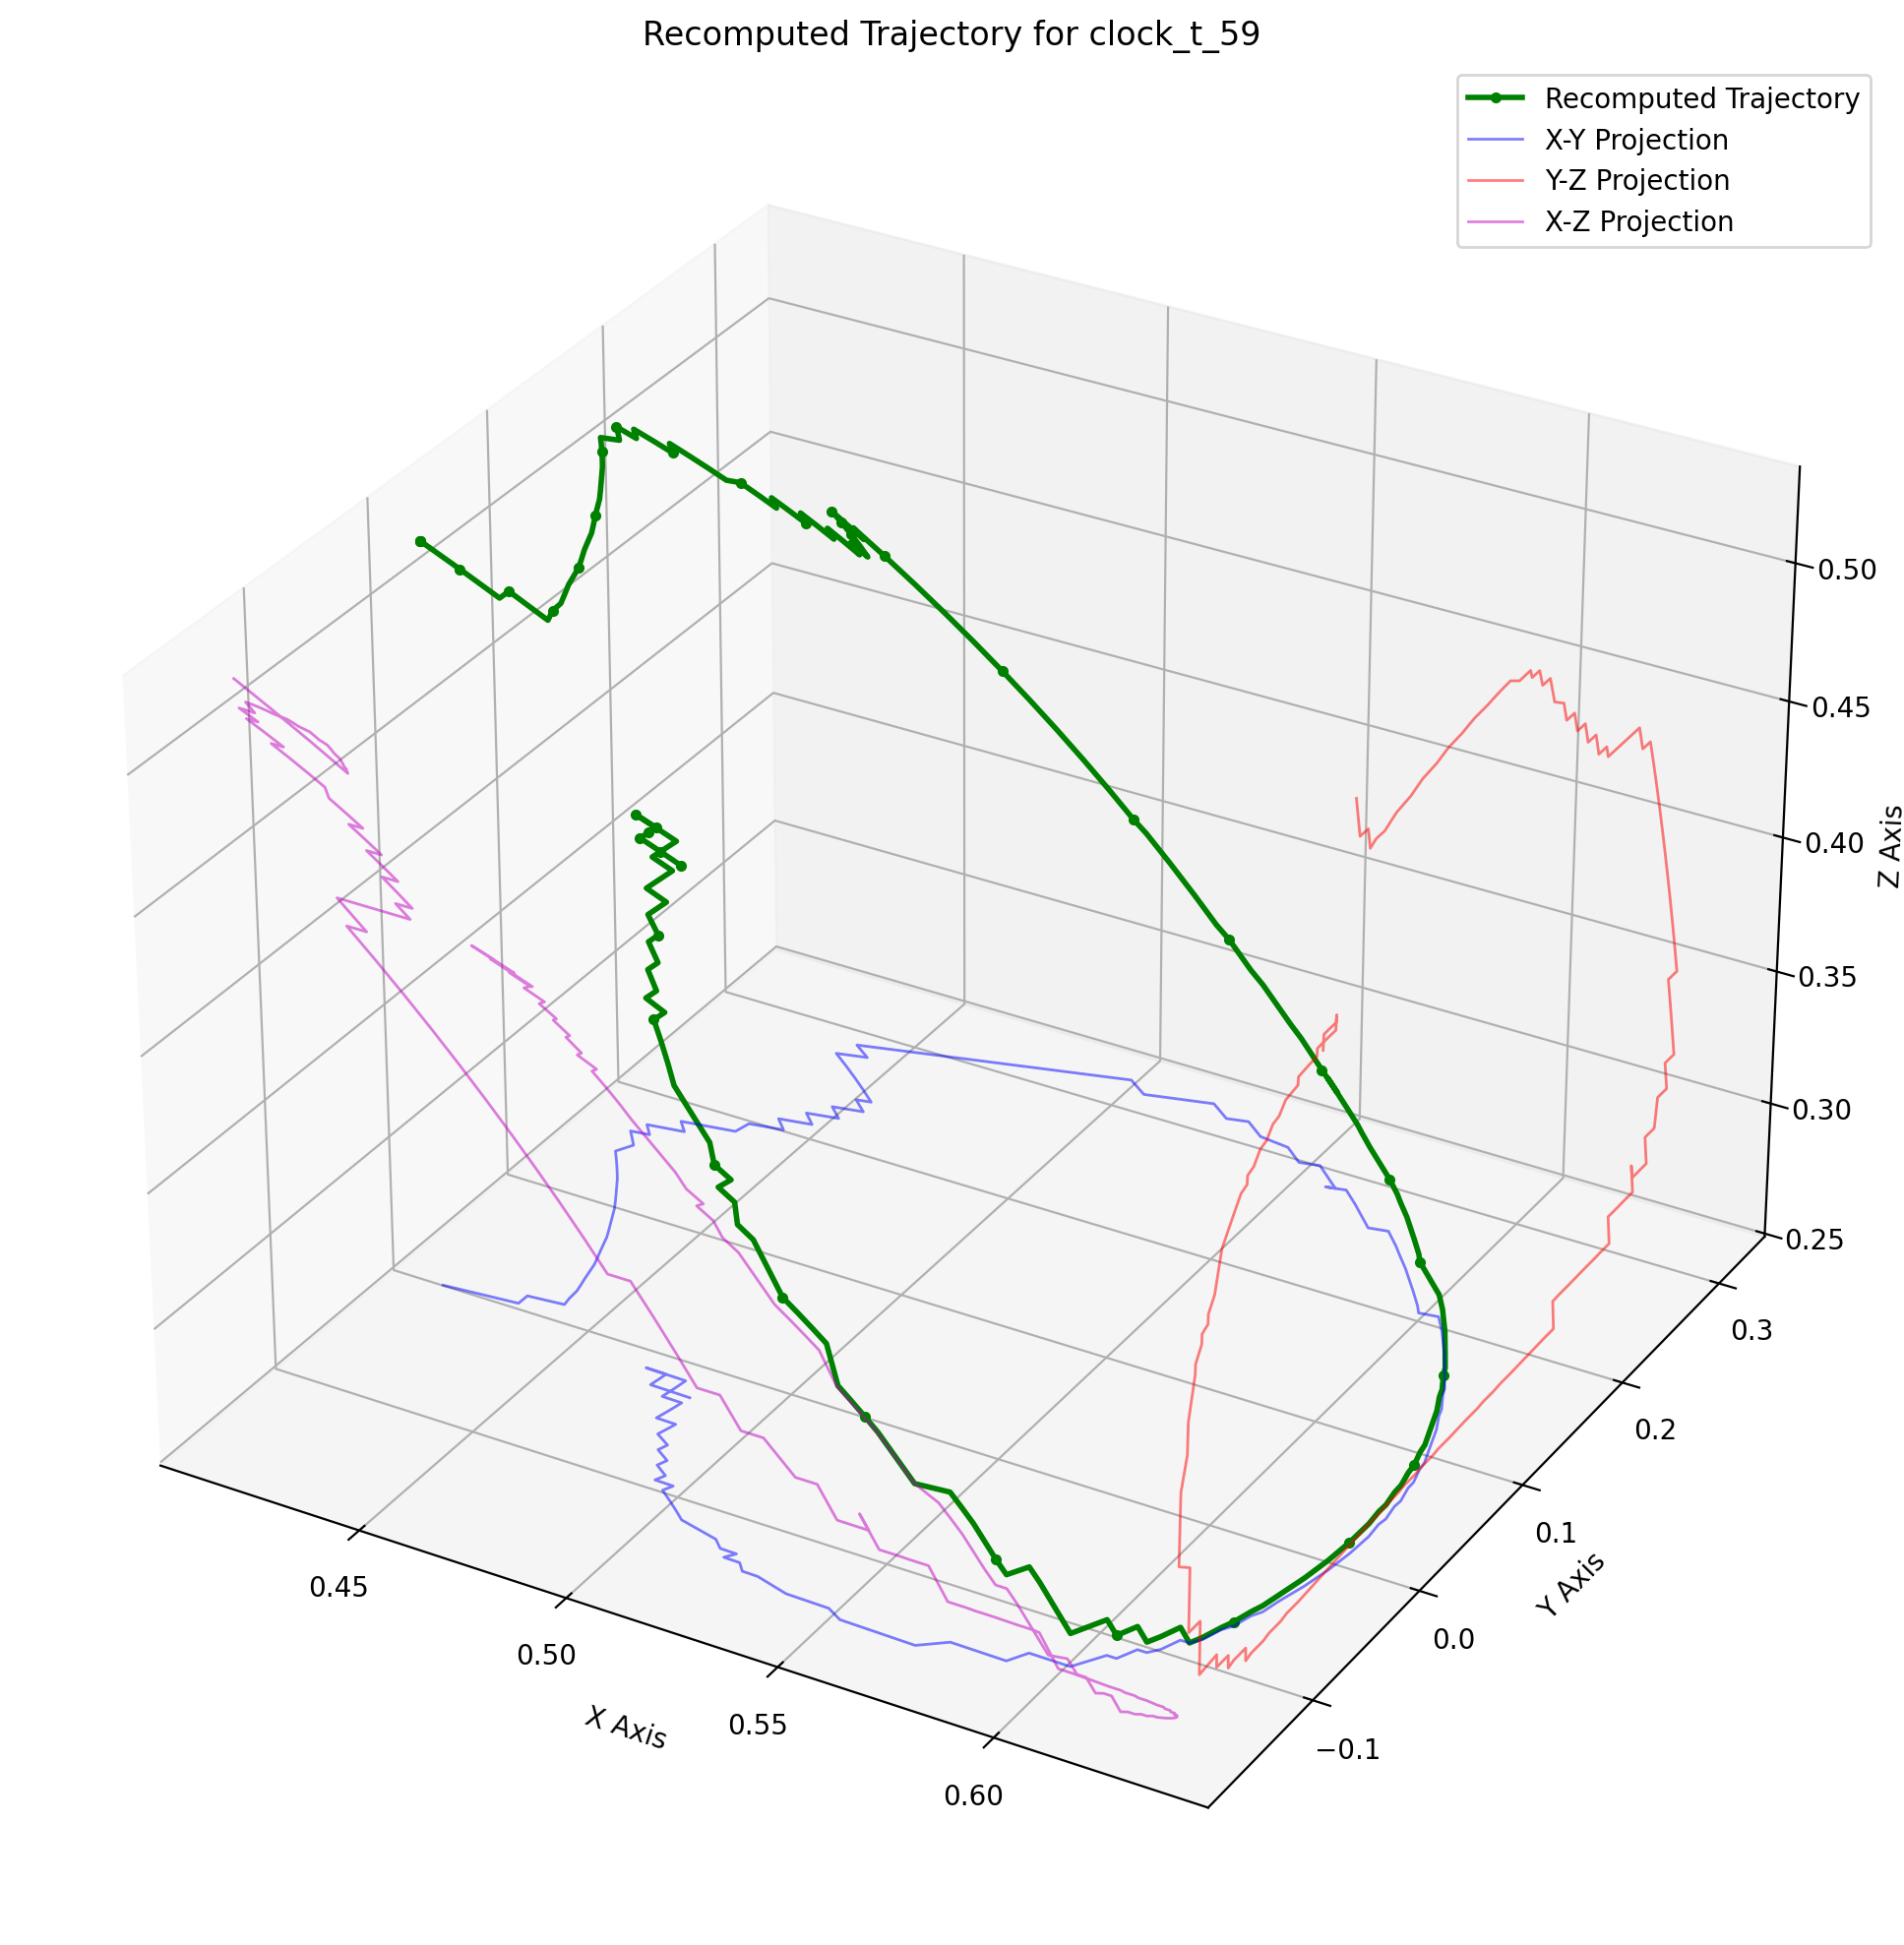 Recomputed Trajectory for clock_t_59
Recomputed Trajectory
X-Y Projection
Y-Z Projection
X-Z Projection
0.50
0.45
0.40
0.35
0.30
0.25
Z Axis
0.3
0.2
0.1
0.0
−0.1
Y Axis
0.45
0.50
0.55
0.60
X Axis